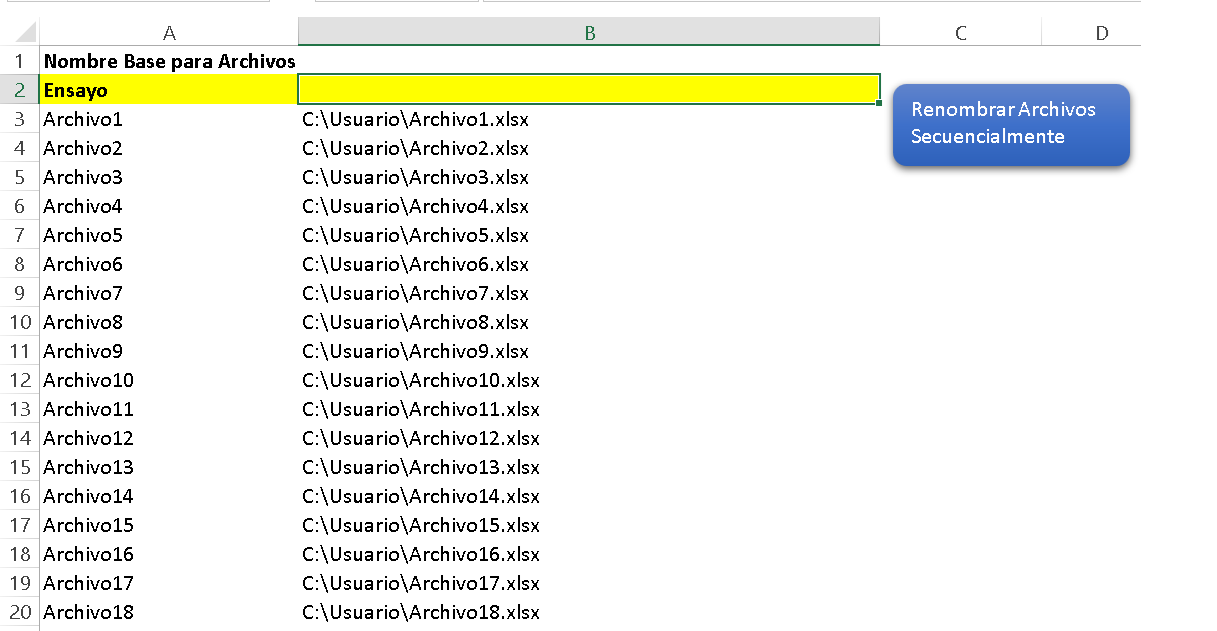 A B C D
1 Nombre Base para Archivos
2 Ensayo
3 Archivo1 C:\Usuario\Archivo1.xlsx
4 Archivo2 C:\Usuario\Archivo2.xlsx
5 Archivo3 C:\Usuario\Archivo3.xlsx
6 Archivo4 C:\Usuario\Archivo4.xlsx
7 Archivo5 C:\Usuario\Archivo5.xlsx
8 Archivo6 C:\Usuario\Archivo6.xlsx
9 Archivo7 C:\Usuario\Archivo7.xlsx
10 Archivo8 C:\Usuario\Archivo8.xlsx
11 Archivo9 C:\Usuario\Archivo9.xlsx
12 Archivo10 C:\Usuario\Archivo10.xlsx
13 Archivo11 C:\Usuario\Archivo11.xlsx
14 Archivo12 C:\Usuario\Archivo12.xlsx
15 Archivo13 C:\Usuario\Archivo13.xlsx
16 Archivo14 C:\Usuario\Archivo14.xlsx
17 Archivo15 C:\Usuario\Archivo15.xlsx
18 Archivo16 C:\Usuario\Archivo16.xlsx
19 Archivo17 C:\Usuario\Archivo17.xlsx
20 Archivo18 C:\Usuario\Archivo18.xlsx
Renombrar Archivos
Secuencialmente